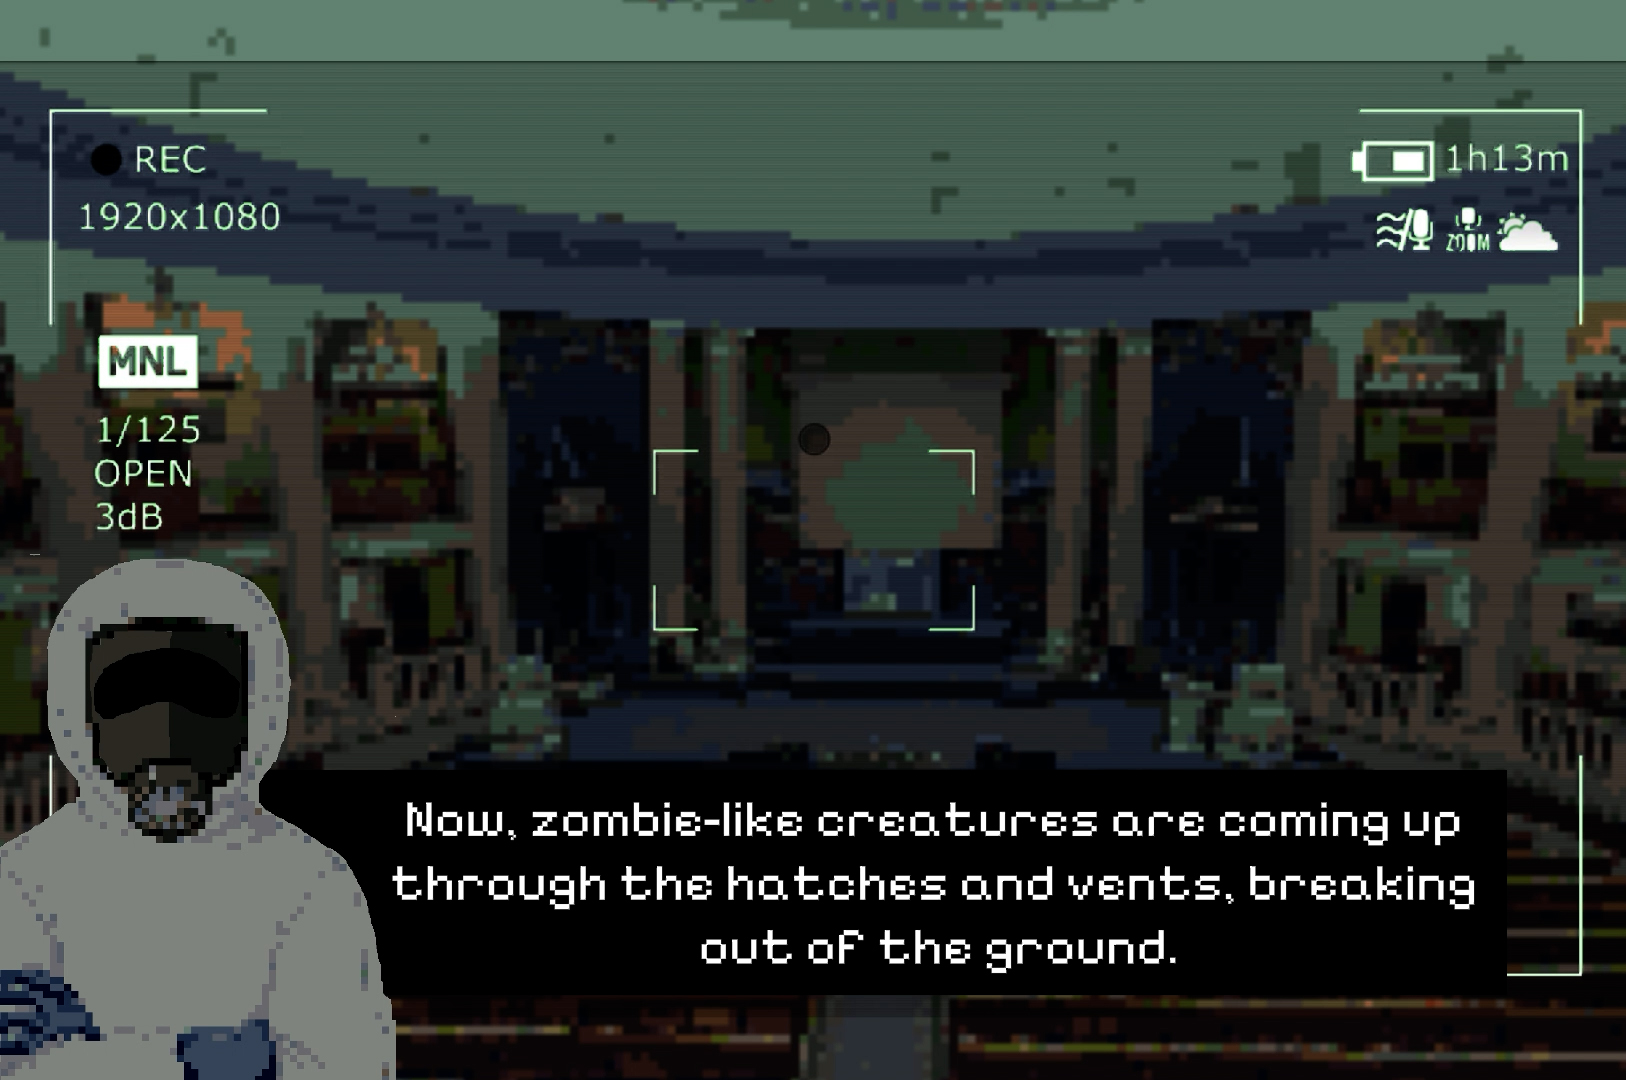 REC
1920x1080
1h13m
ZOOM
MNL
1/125
OPEN
3dB
Now, zombie-like creatures are coming up
through the hatches and vents, breaking
out of the ground.